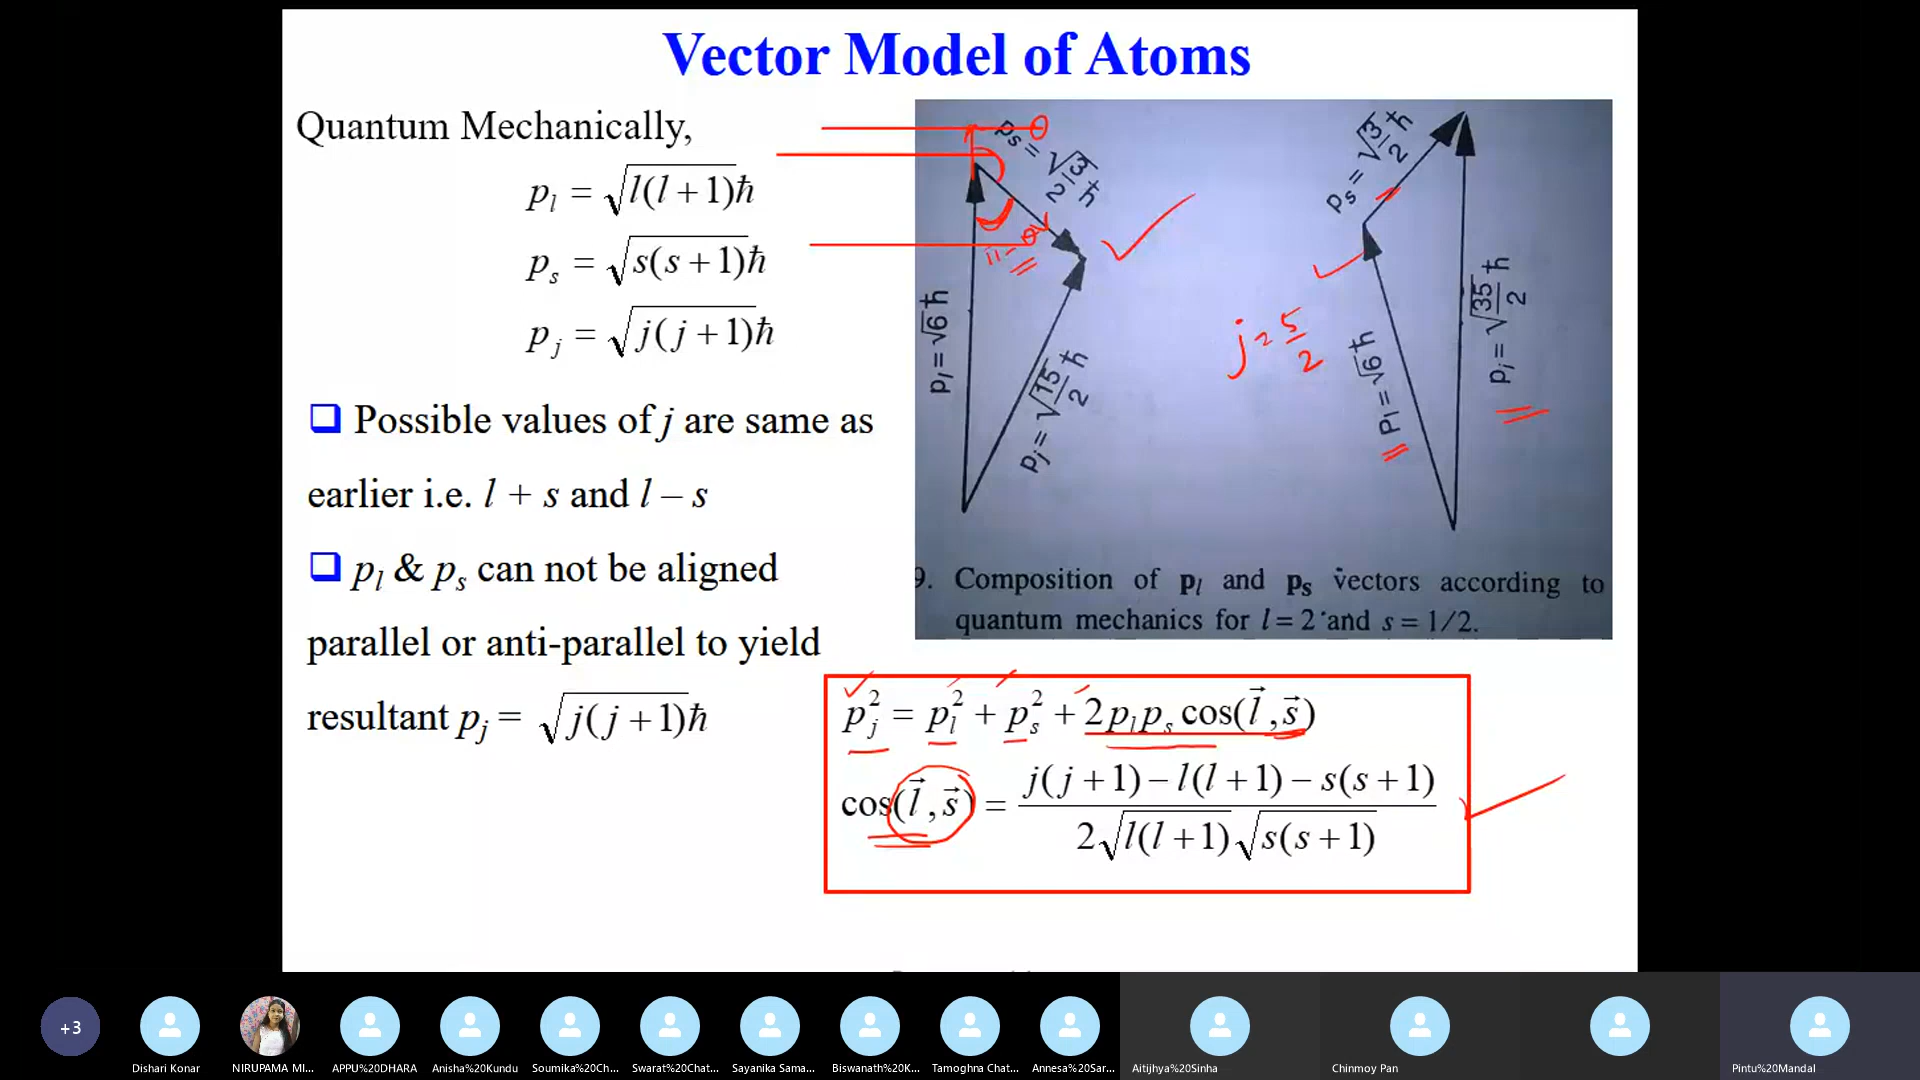 Vector Model of Atoms
Quantum Mechanically,
p_l = √l(l+1)ħ
p_s = √s(s+1)ħ
p_j = √j(j+1)ħ
❑ Possible values of j are same as
earlier i.e. l + s and l – s
❑ p_l & p_s can not be aligned
parallel or anti-parallel to yield
resultant p_j = √j(j+1)ħ
θ
p_s = √3/2 ħ
π-θ
p_l = √6 ħ
p_j = √15/2 ħ
p_s = √3/2 ħ
j = 5/2
p_l = √6 ħ
p_j = √35/2 ħ
9. Composition of p_l and p_s vectors according to
quantum mechanics for l = 2 and s = 1/2.
p_j² = p_l² + p_s² + 2p_l p_s cos(l⃗, s⃗)
cos(l⃗, s⃗) = j(j+1) – l(l+1) – s(s+1) / 2√l(l+1)√s(s+1)
+3
Dishari Konar
NIRUPAMA MI...
APPU%20DHARA
Anisha%20Kundu
Soumika%20Ch...
Swarat%20Chat...
Sayanika Sama...
Biswanath%20K...
Tamoghna Chat...
Annesa%20Sar...
Aitijhya%20Sinha
Chinmoy Pan
Pintu%20Mandal